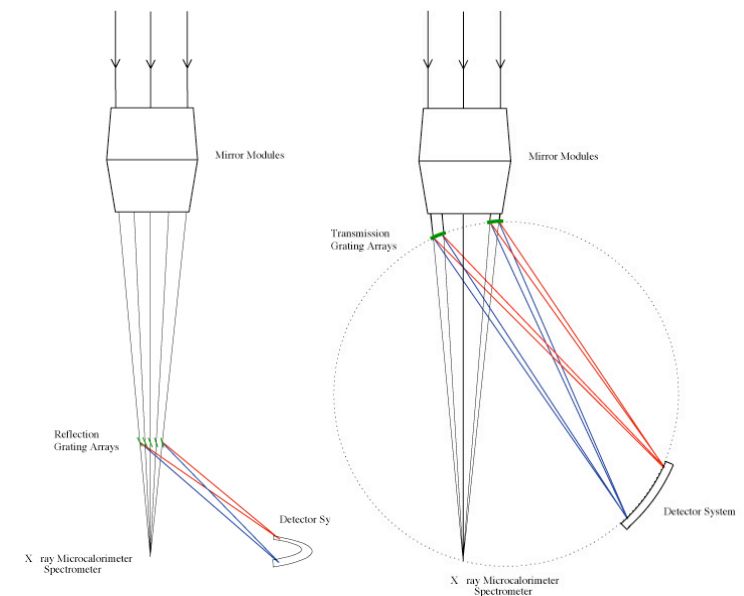 Mirror Modules
Reflection
Grating Arrays
Detector Sy
X ray Microcalorimeter
Spectrometer
Mirror Modules
Transmission
Grating Arrays
Detector System
X ray Microcalorimeter
Spectrometer